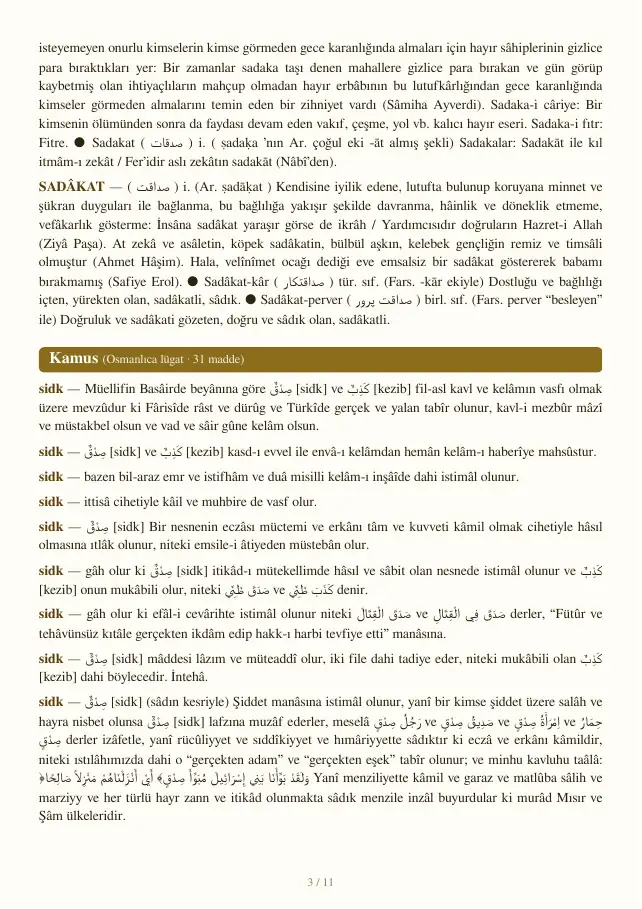 isteyemeyen onurlu kimselerin kimse görmeden gece karanlığında almaları için hayır sâhiplerinin gizlice
para bıraktıkları yer: Bir zamanlar sadaka taşı denen mahallere gizlice para bırakan ve gün görüp
kaybetmiş olan ihtiyaçlıların mahçup olmadan hayır erbâbının bu lutufkârlığından gece karanlığında
kimseler görmeden almalarını temin eden bir zihniyet vardı (Sâmiha Ayverdi). Sadaka-i câriye: Bir
kimsenin ölümünden sonra da faydası devam eden vakıf, çeşme, yol vb. kalıcı hayır eseri. Sadaka-i fıtr:
Fitre. ● Sadakat ( صدقات ) i. ( ṣadaḳa ’nın Ar. çoğul eki -āt almış şekli) Sadakalar: Sadakāt ile kıl
itmâm-ı zekât / Fer’idir aslı zekâtın sadakāt (Nâbî’den).
SADÂKAT — ( صداقت ) i. (Ar. ṣadāḳat ) Kendisine iyilik edene, lutufta bulunup koruyana minnet ve
şükran duyguları ile bağlanma, bu bağlılığa yakışır şekilde davranma, hâinlik ve döneklik etmeme,
vefâkarlık gösterme: İnsâna sadâkat yaraşır görse de ikrâh / Yardımcısıdır doğruların Hazret-i Allah
(Ziyâ Paşa). At zekâ ve asâletin, köpek sadâkatin, bülbül aşkın, kelebek gençliğin remiz ve timsâli
olmuştur (Ahmet Hâşim). Hala, velînîmet ocağı dediği eve emsalsiz bir sadâkat göstererek babamı
bırakmamış (Safiye Erol). ● Sadâkat-kâr ( صداقتكار ) tür. sıf. (Fars. -kār ekiyle) Dostluğu ve bağlılığı
içten, yürekten olan, sadâkatli, sâdık. ● Sadâkat-perver ( صداقت پرور ) birl. sıf. (Fars. perver “besleyen”
ile) Doğruluk ve sadâkati gözeten, doğru ve sâdık olan, sadâkatli.
Kamus (Osmanlıca lügat · 31 madde)
sidk — Müellifin Basâirde beyânına göre صِدْقٌ [sidk] ve كَذِبٌ [kezib] fil-asl kavl ve kelâmın vasfı olmak
üzere mevzûdur ki Fârisîde râst ve dürûg ve Türkîde gerçek ve yalan tabîr olunur, kavl-i mezbûr mâzî
ve müstakbel olsun ve vad ve sâir gûne kelâm olsun.
sidk — صِدْقٌ [sidk] ve كَذِبٌ [kezib] kasd-ı evvel ile envâ-ı kelâmdan hemân kelâm-ı haberîye mahsûstur.
sidk — bazen bil-araz emr ve istifhâm ve duâ misilli kelâm-ı inşâîde dahi istimâl olunur.
sidk — ittisâ cihetiyle kâil ve muhbire de vasf olur.
sidk — صِدْقٌ [sidk] Bir nesnenin eczâsı müctemi ve erkânı tâm ve kuvveti kâmil olmak cihetiyle hâsıl
olmasına ıtlâk olunur, niteki emsile-i âtiyeden müstebân olur.
sidk — gâh olur ki صِدْقٌ [sidk] itikâd-ı mütekellimde hâsıl ve sâbit olan nesnede istimâl olunur ve كَذِبٌ
[kezib] onun mukâbili olur, niteki صَدَقَ ظَنِّي ve كَذَبَ ظَنِّي denir.
sidk — gâh olur ki efâl-i cevârihte istimâl olunur niteki صَدَقَ الْقِتَالَ ve صَدَقَ فِي الْقِتَالِ derler, “Fütûr ve
tehâvünsüz kıtâle gerçekten ikdâm edip hakk-ı harbi tevfiye etti” manâsına.
sidk — صِدْقٌ [sidk] mâddesi lâzım ve müteaddî olur, iki file dahi tadiye eder, niteki mukâbili olan كَذِبٌ
[kezib] dahi böylecedir. İntehâ.
sidk — صِدْقٌ [sidk] (sâdın kesriyle) Şiddet manâsına istimâl olunur, yanî bir kimse şiddet üzere salâh ve
hayra nisbet olunsa صِدْقٌ [sidk] lafzına muzâf ederler, meselâ رَجُلُ صِدْقٍ ve صَدِيقُ صِدْقٍ ve اِمْرَأَةُ صِدْقٍ ve حِمَارُ
صِدْقٍ derler izâfetle, yanî rücûliyyet ve sıddîkiyyet ve hımâriyyette sâdıktır ki eczâ ve erkânı kâmildir,
niteki ıstılâhımızda dahi o “gerçekten adam” ve “gerçekten eşek” tabîr olunur; ve minhu kavluhu taâlâ:
﴿وَلَقَدْ بَوَّأْنَا بَنِي إِسْرَائِيلَ مُبَوَّأَ صِدْقٍ﴾ أَيْ أَنْزَلْنَاهُمْ مَنْزِلاً صَالِحًا Yanî menziliyette kâmil ve garaz ve matlûba sâlih ve
marziyy ve her türlü hayr zann ve itikâd olunmakta sâdık menzile inzâl buyurdular ki murâd Mısır ve
Şâm ülkeleridir.
3 / 11